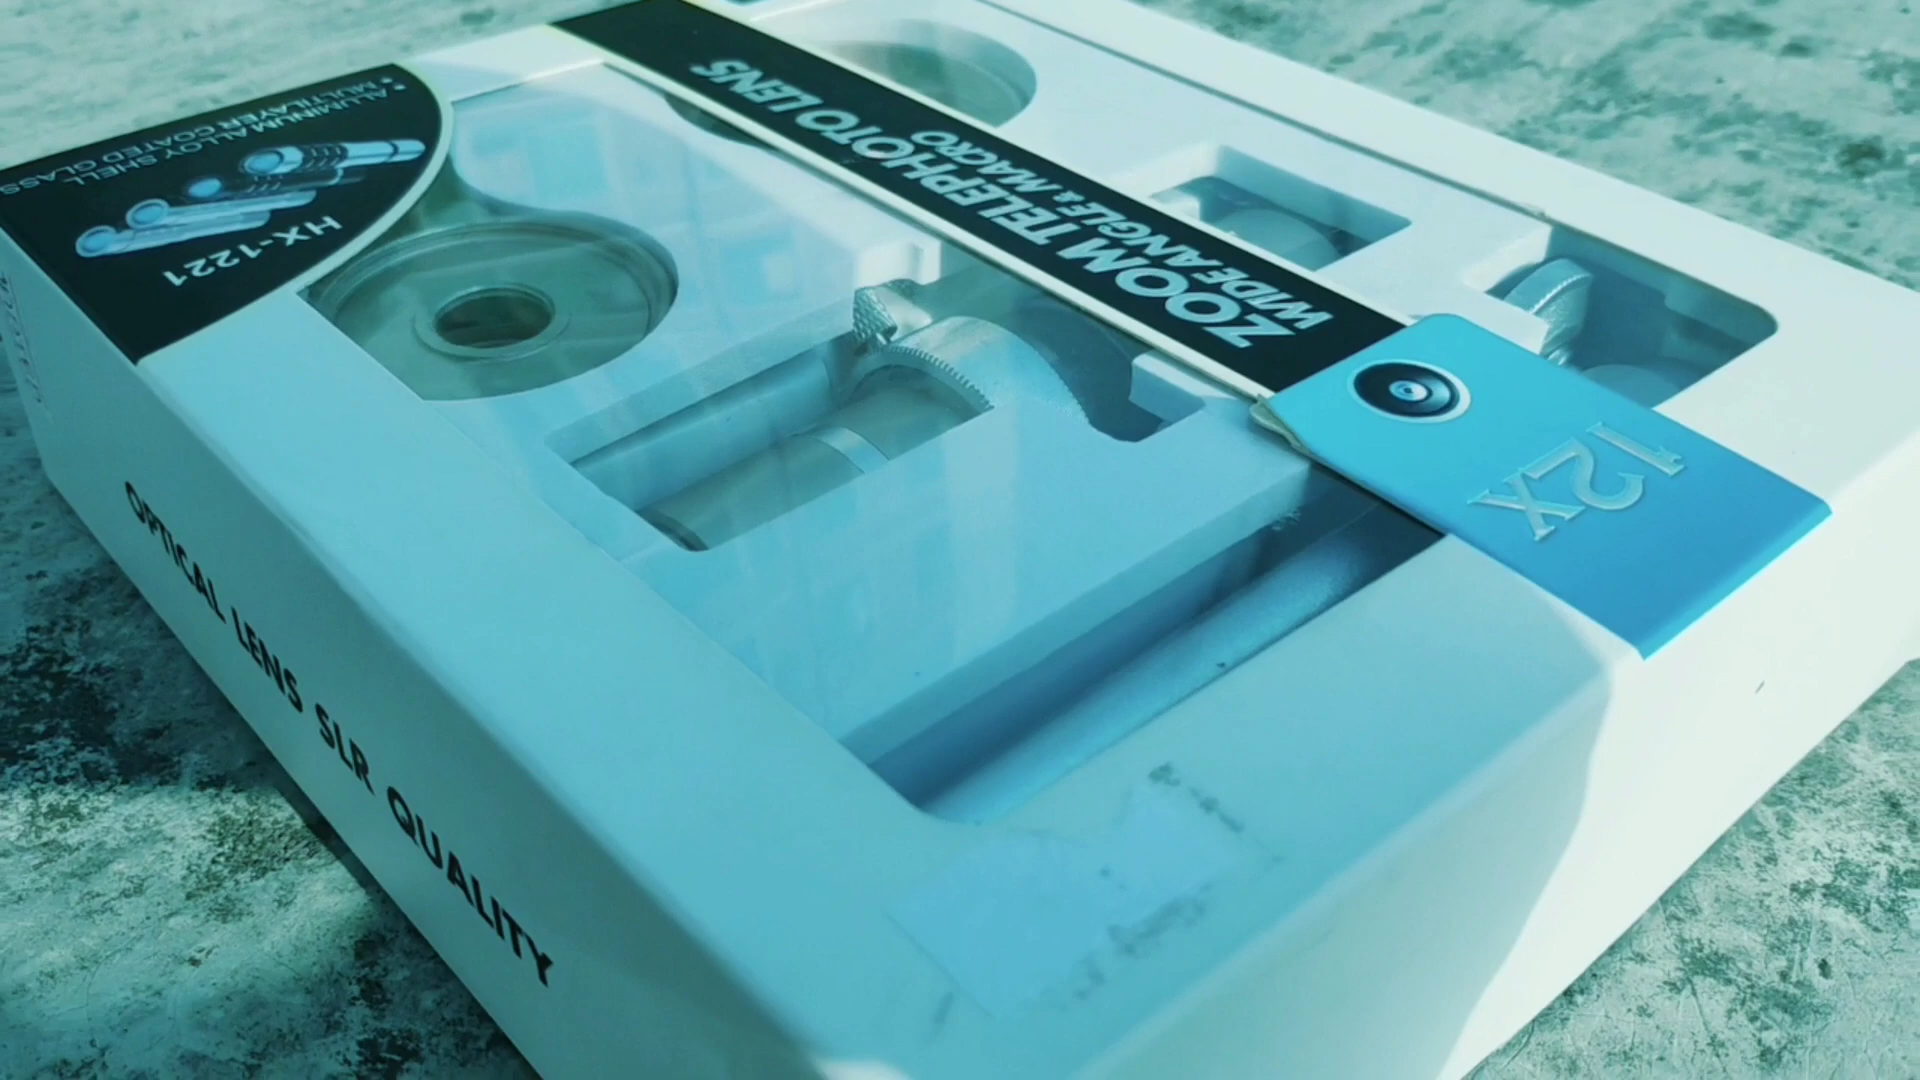 ZOOM TELEPHOTO LENS
WIDEANGLE & MACRO
12X
HX-1221
• ALUMINUM ALLOY SHELL
• MULTILAYER COATED GLASS
OPTICAL LENS SLR QUALITY